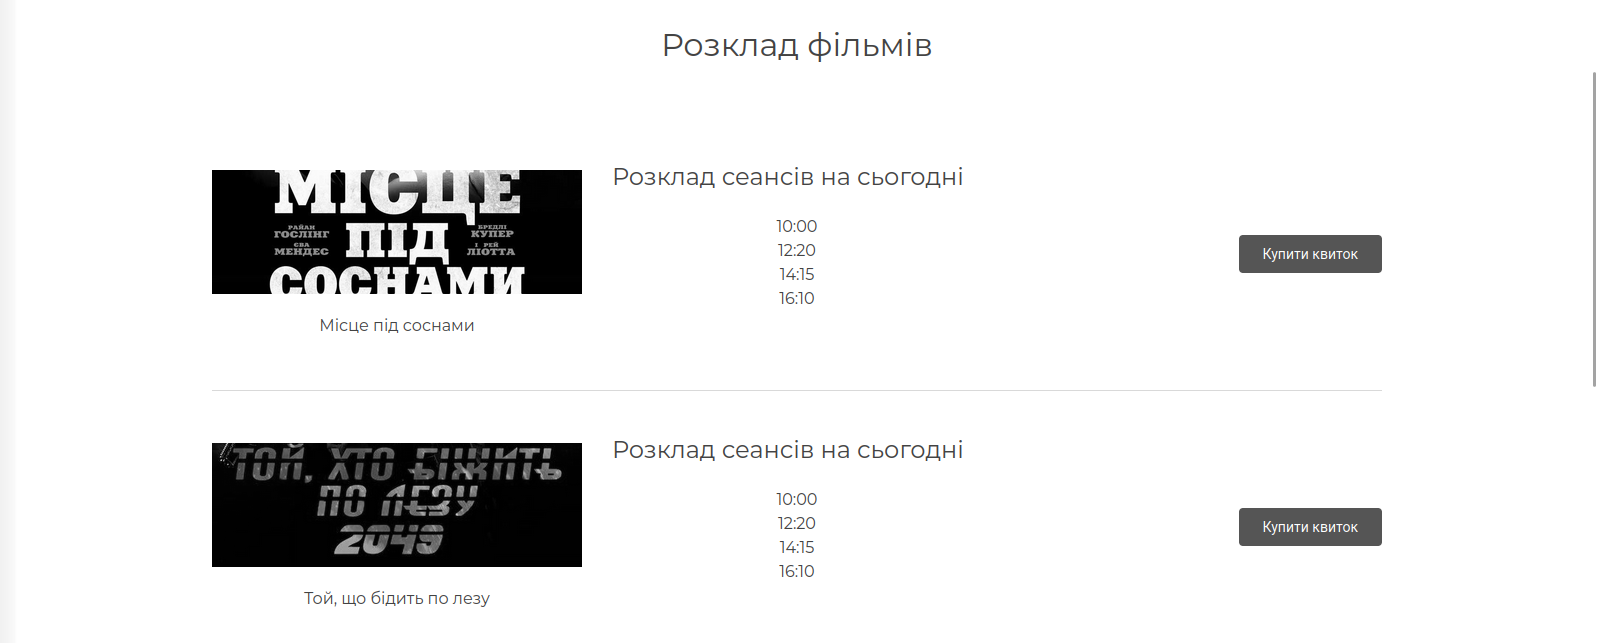 Розклад фільмів
МІСЦЕ
РАЙАН ГОСЛІНГ
ЄВА МЕНДЕС
ПІД
БРЕДЛІ КУПЕР
І РЕЙ ЛІОТТА
СОСНАМИ
Місце під соснами
Розклад сеансів на сьогодні
10:00
12:20
14:15
16:10
Купити квиток
ТОЙ, ХТО БІЖИТЬ
ПО ЛЕЗУ
2049
Той, що бідить по лезу
Розклад сеансів на сьогодні
10:00
12:20
14:15
16:10
Купити квиток